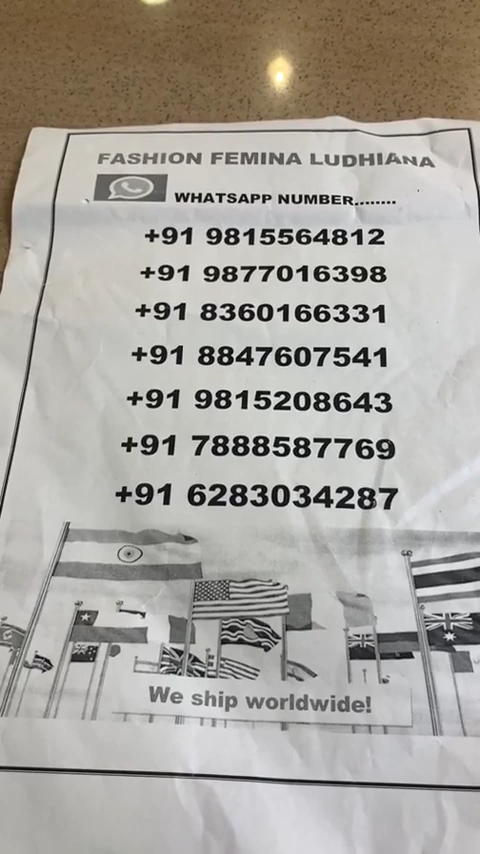 FASHION FEMINA LUDHIANA
WHATSAPP NUMBER........
+91 9815564812
+91 9877016398
+91 8360166331
+91 8847607541
+91 9815208643
+91 7888587769
+91 6283034287
We ship worldwide!